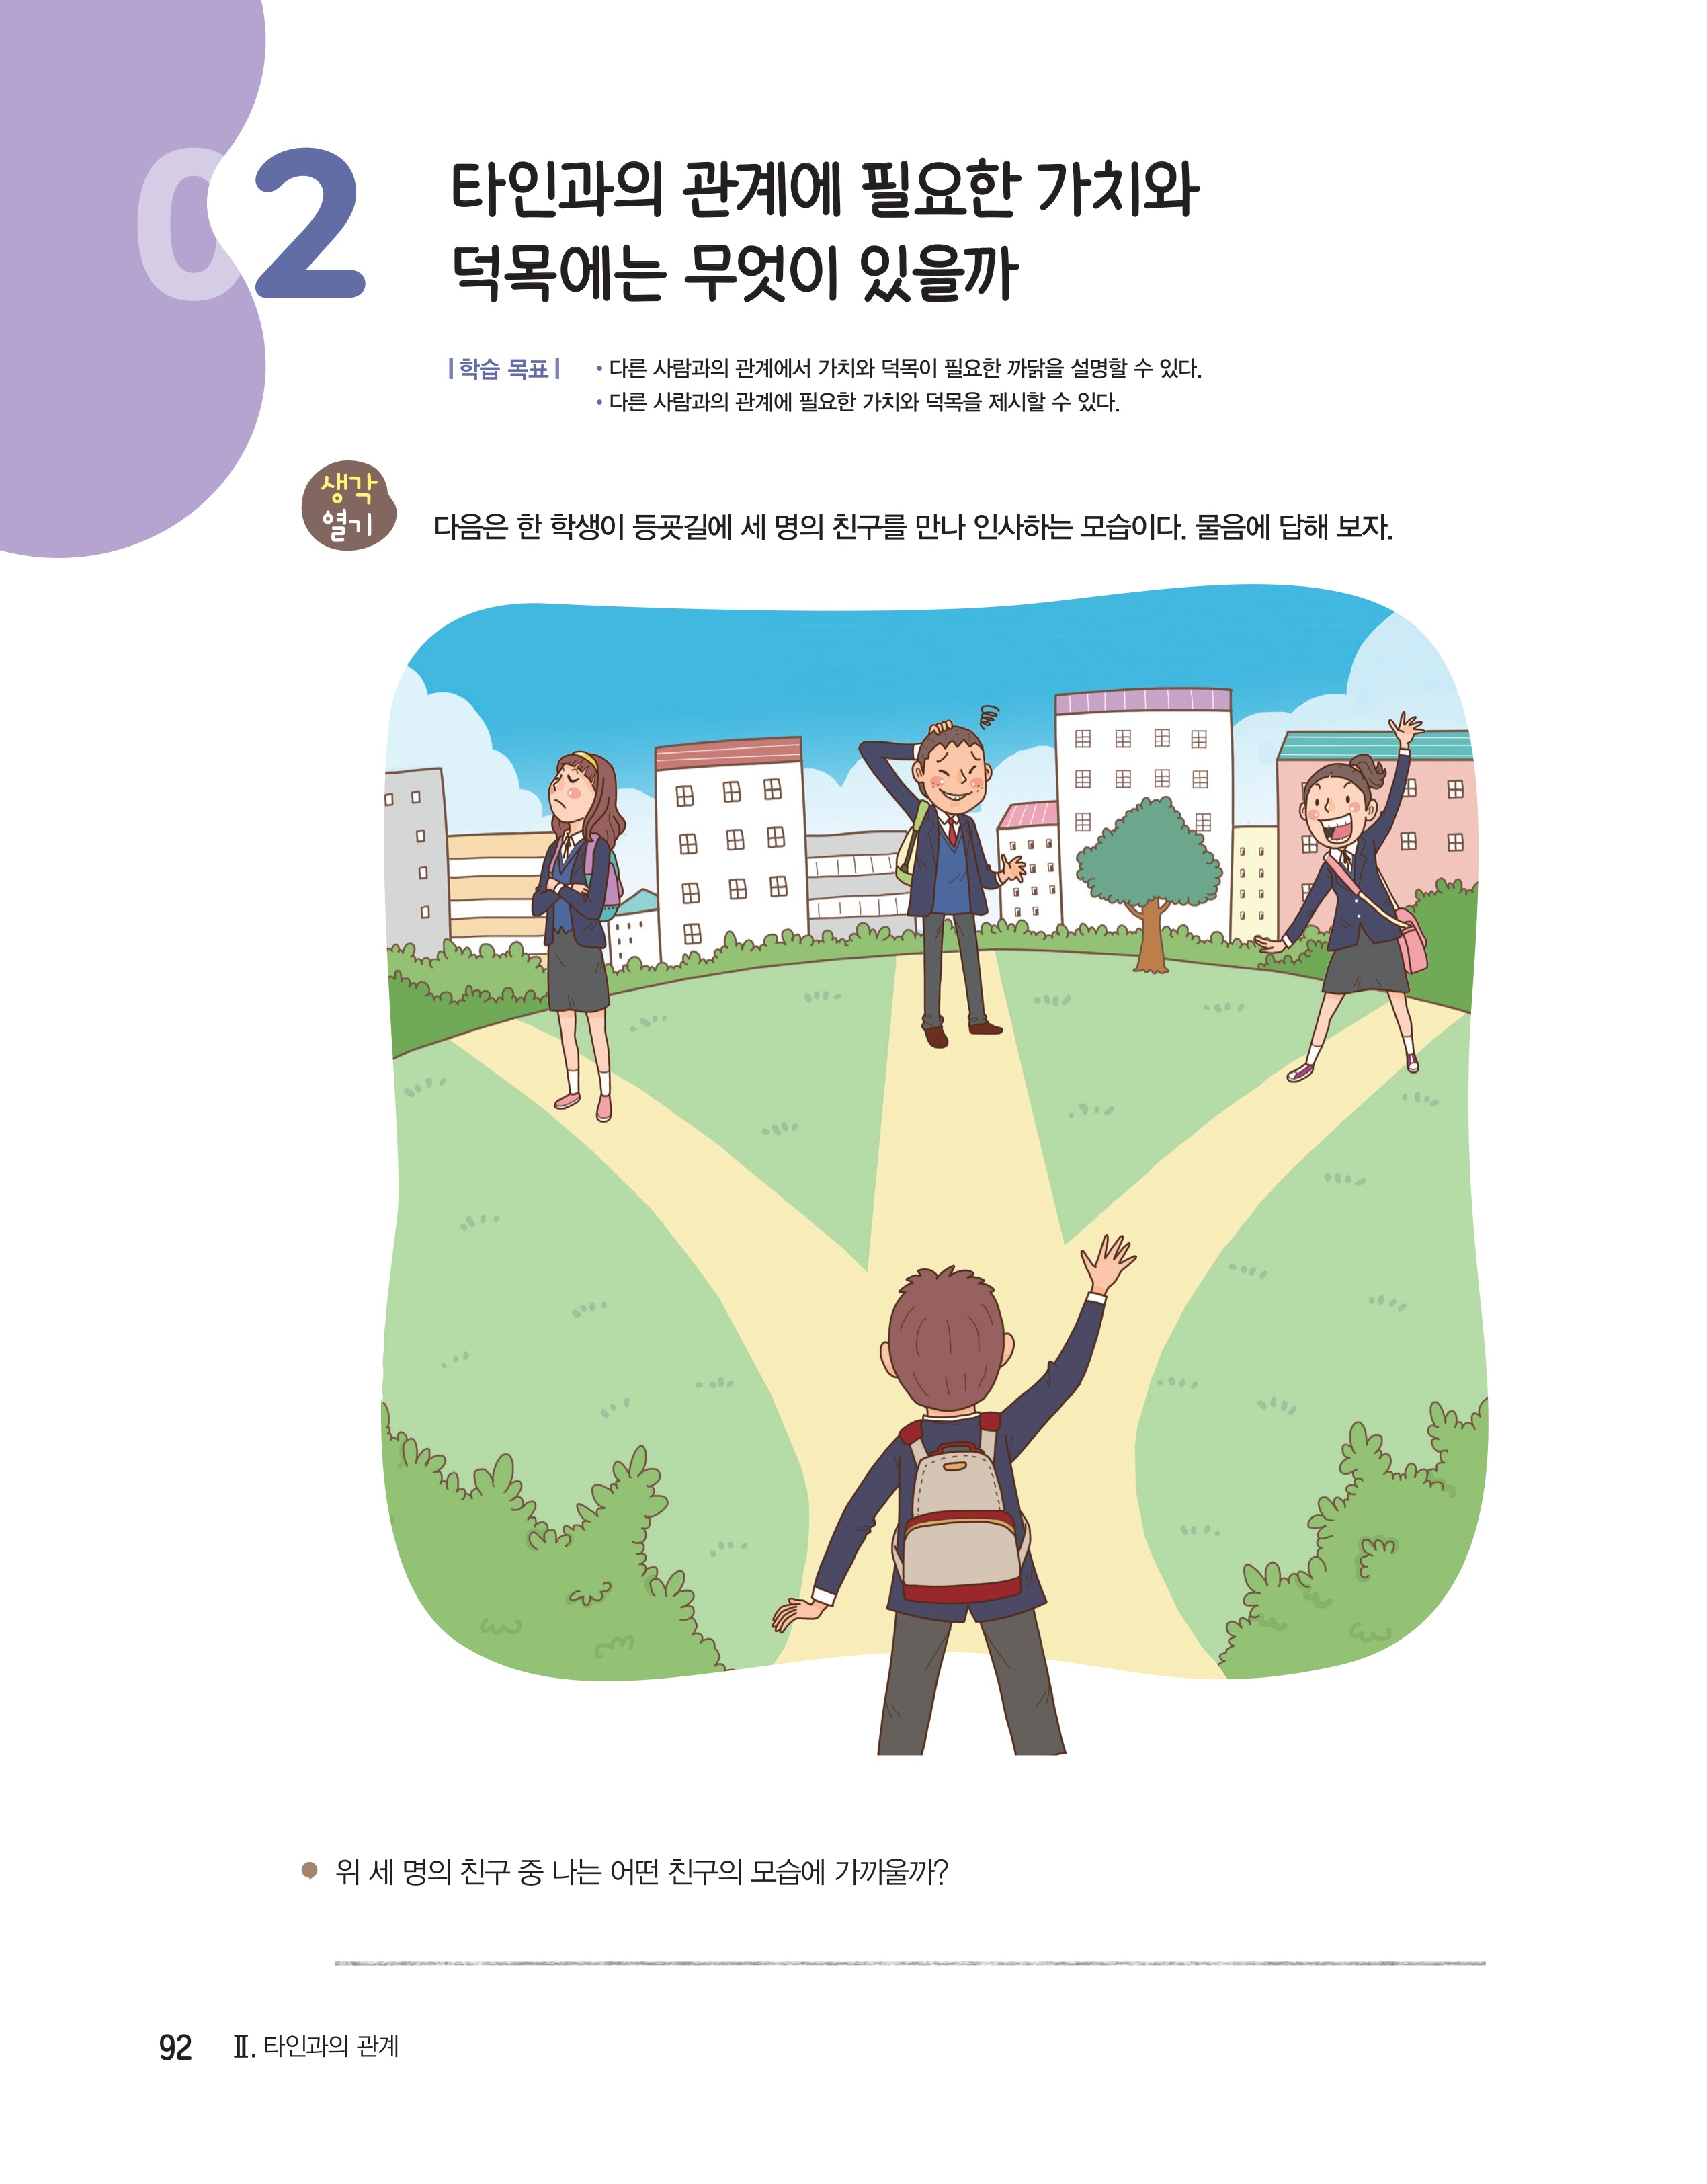 02
타인과의 관계에 필요한 가치와
덕목에는 무엇이 있을까
|학습 목표|
• 다른 사람과의 관계에서 가치와 덕목이 필요한 까닭을 설명할 수 있다.
• 다른 사람과의 관계에 필요한 가치와 덕목을 제시할 수 있다.
생각
열기
다음은 한 학생이 등굣길에 세 명의 친구를 만나 인사하는 모습이다. 물음에 답해 보자.
위 세 명의 친구 중 나는 어떤 친구의 모습에 가까울까?
92 Ⅱ. 타인과의 관계